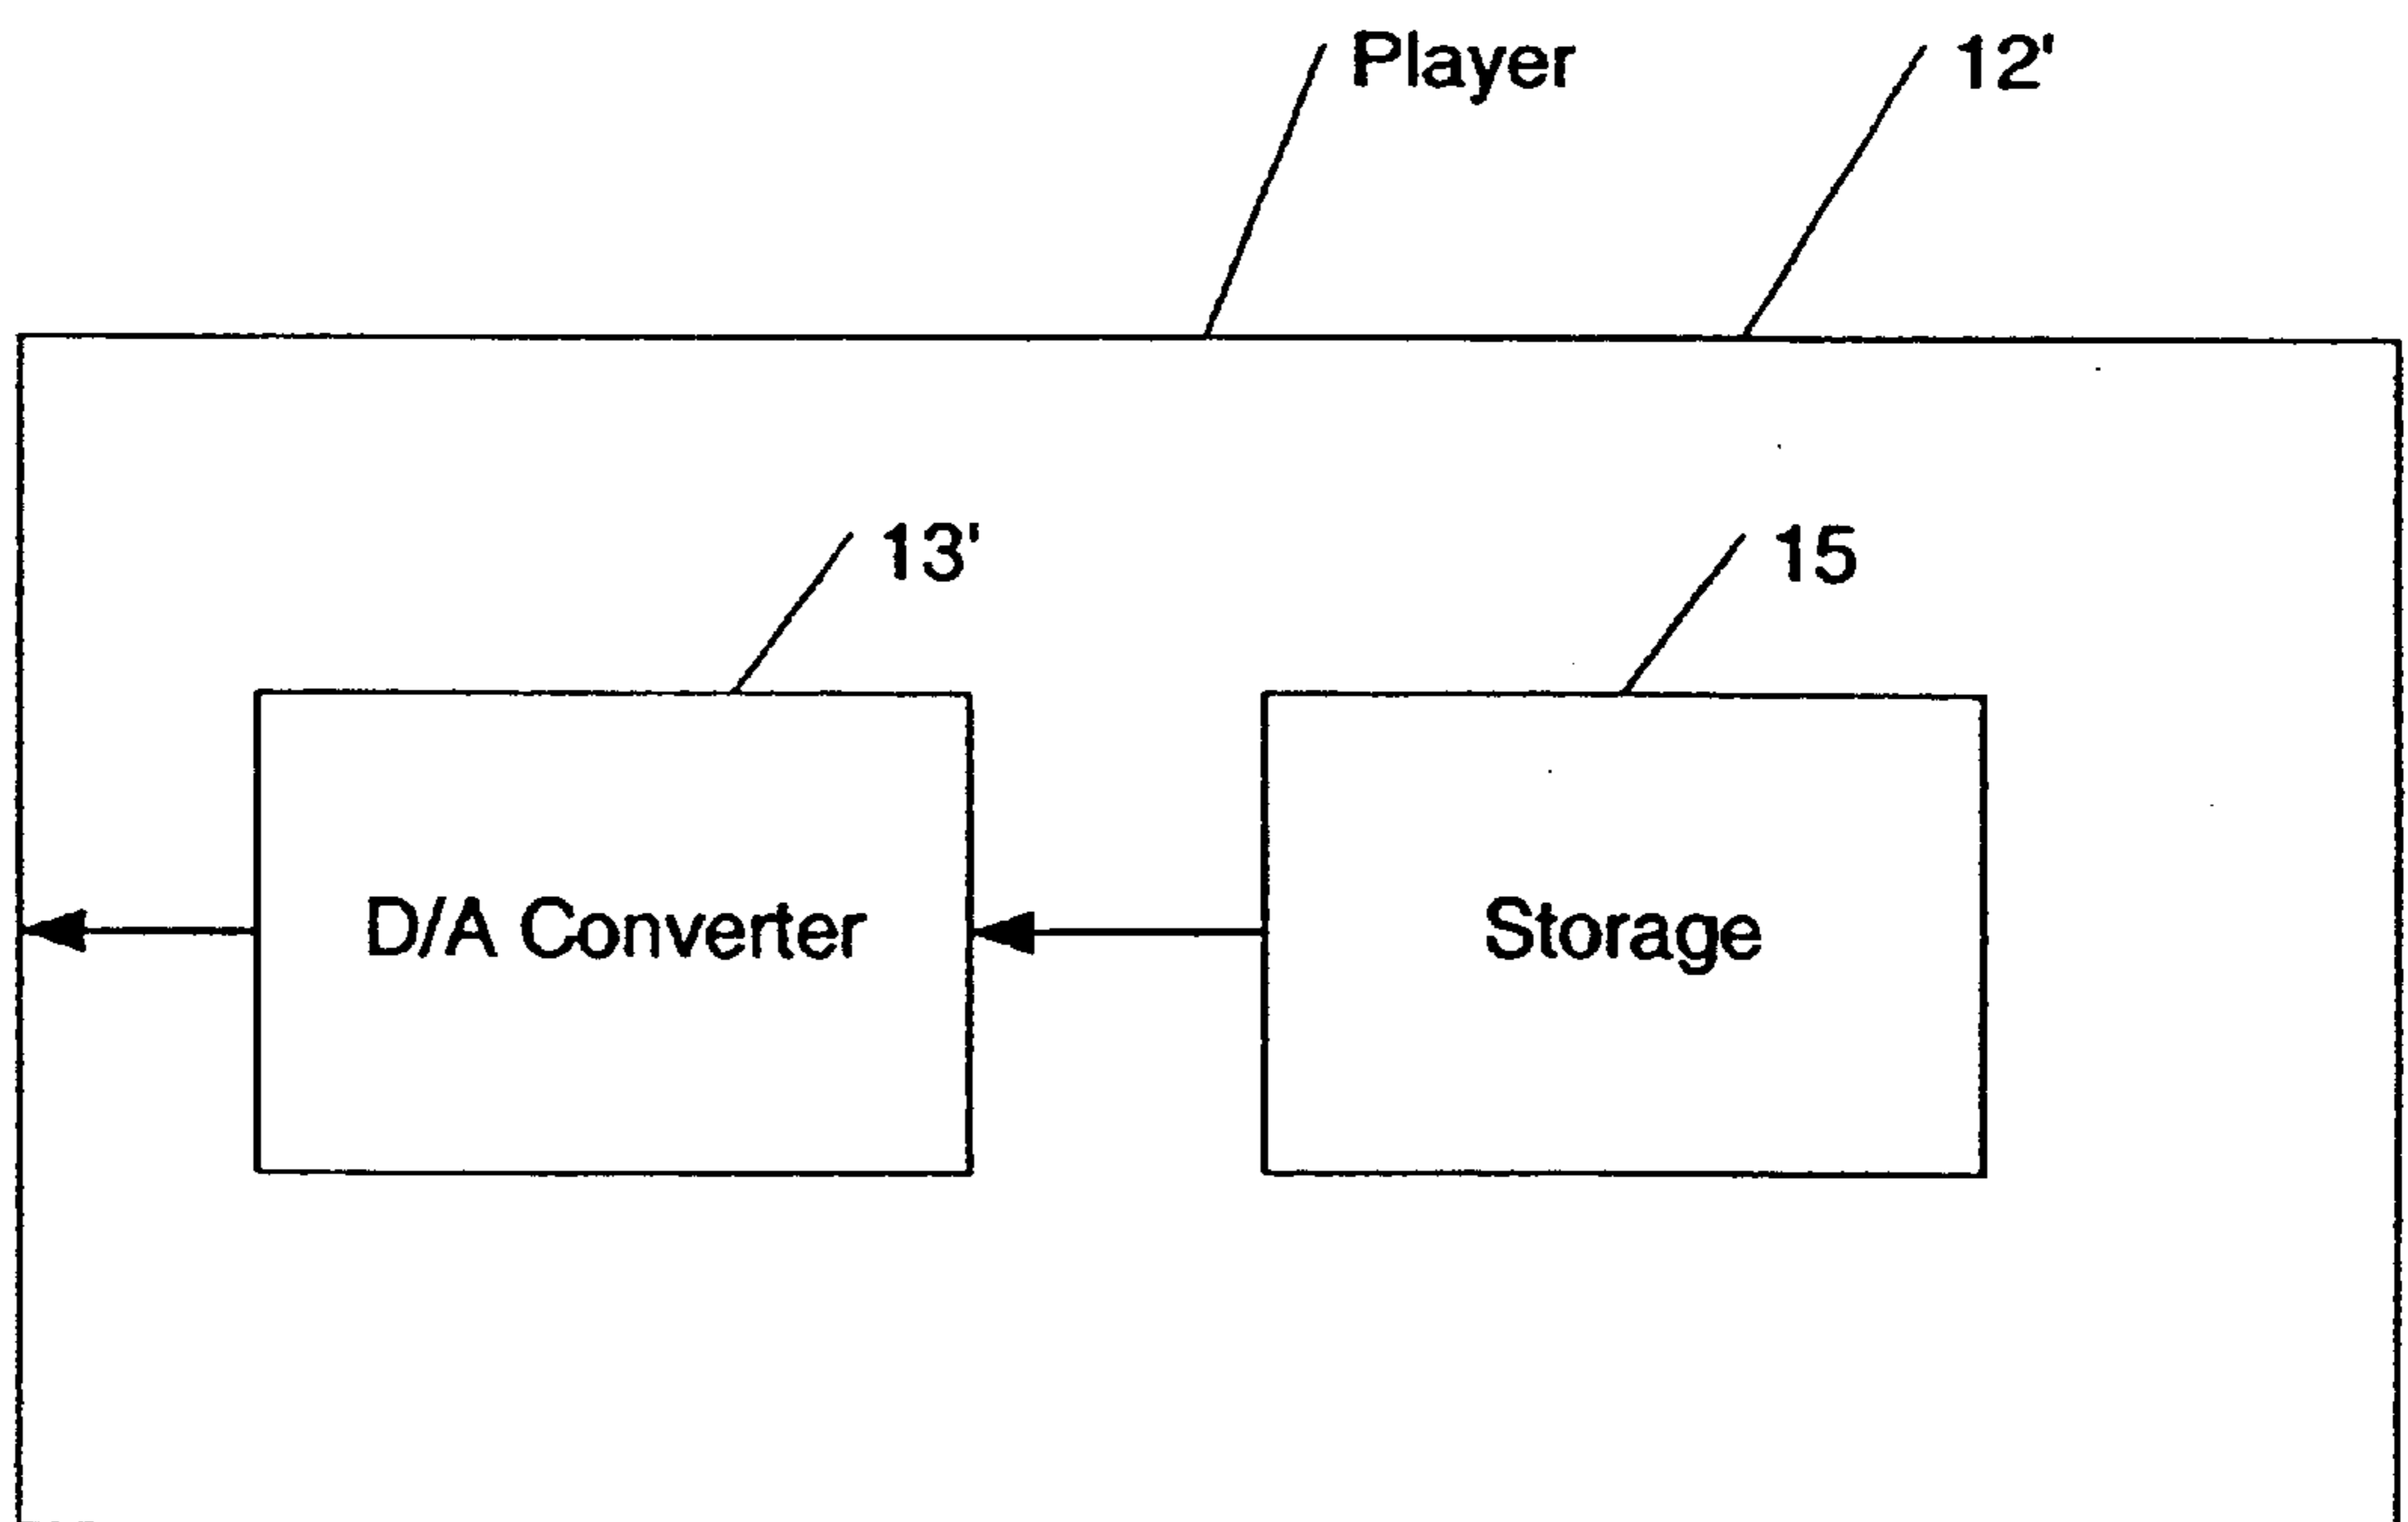 Player
12'
13'
15
D/A Converter
Storage